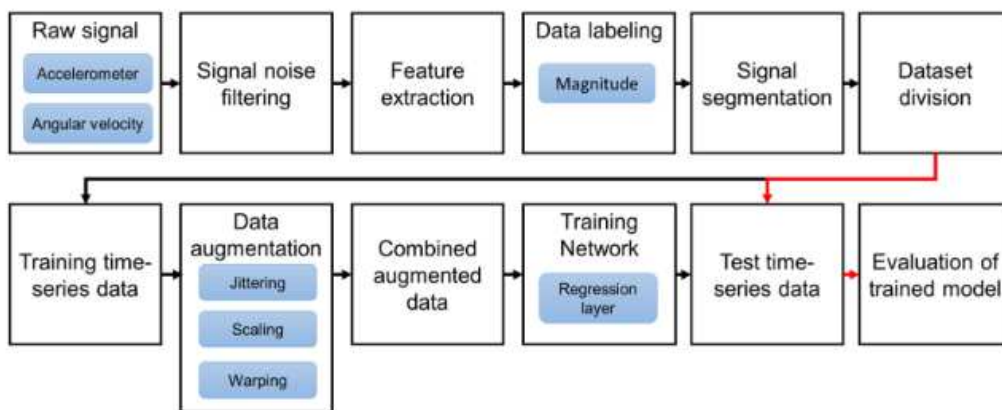 Raw signal
Accelerometer
Angular velocity
Signal noise
filtering
Feature
extraction
Data labeling
Magnitude
Signal
segmentation
Dataset
division
Training time-
series data
Data
augmentation
Jittering
Scaling
Warping
Combined
augmented
data
Training
Network
Regression
layer
Test time-
series data
Evaluation of
trained model